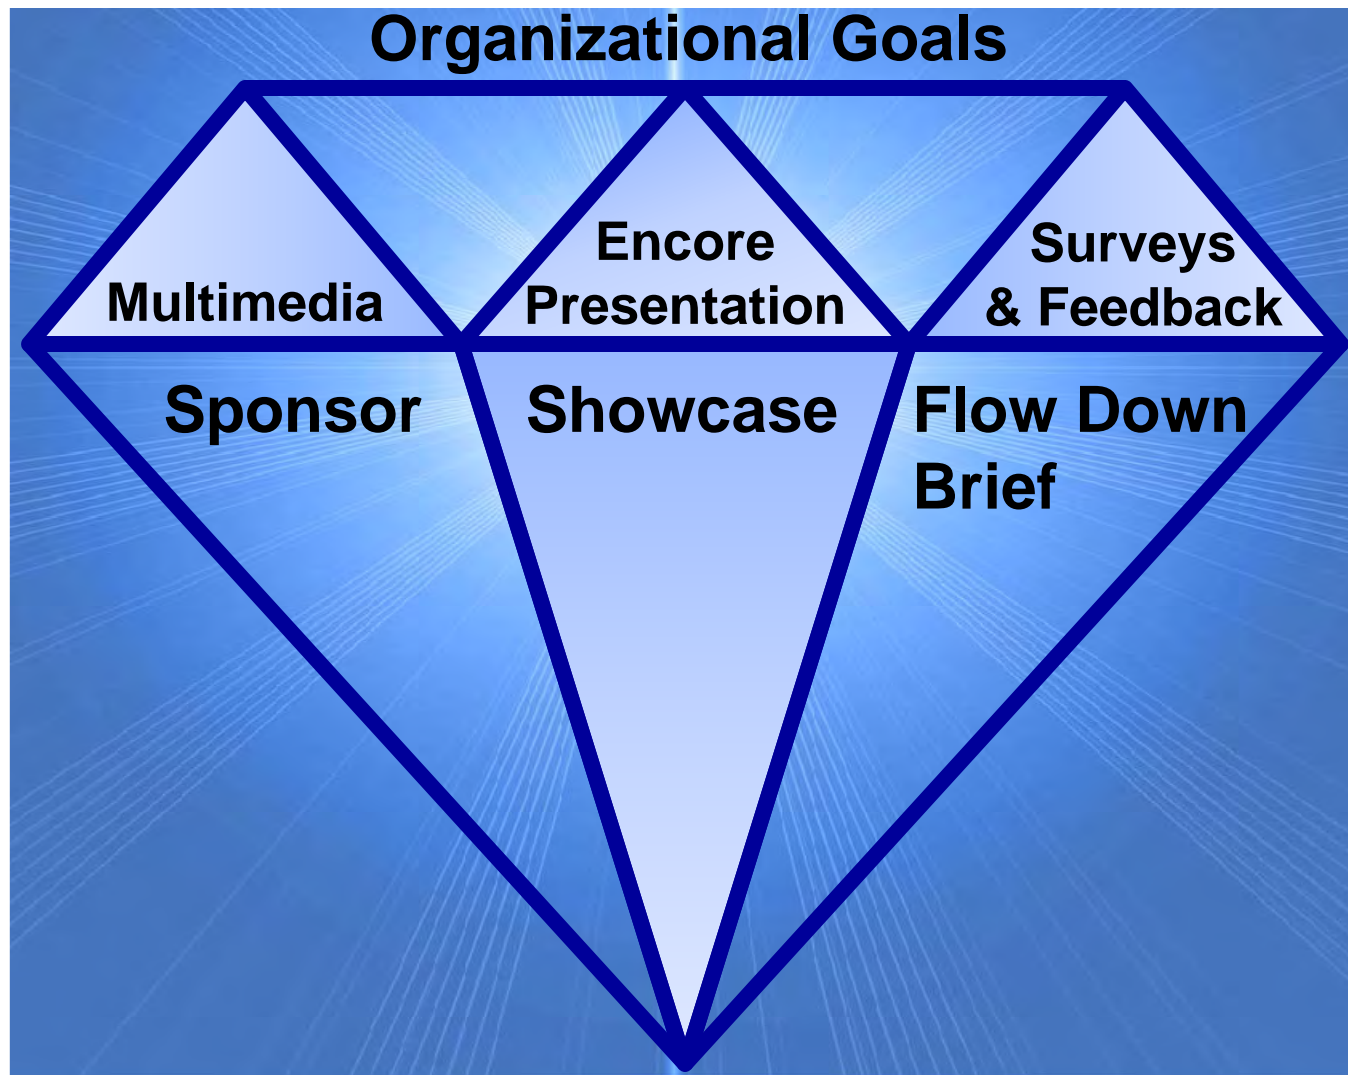 Organizational Goals
Multimedia
Encore
Presentation
Surveys
& Feedback
Sponsor
Showcase
Flow Down
Brief